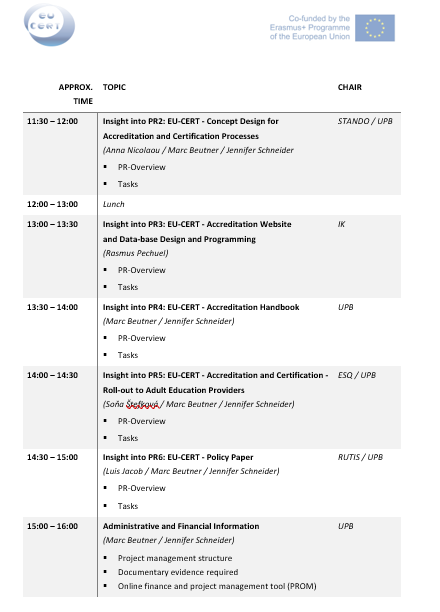 eu
cert
Co-funded by the
Erasmus+ Programme
of the European Union
APPROX. TOPIC CHAIR
TIME
11:30 – 12:00 Insight into PR2: EU-CERT - Concept Design for STANDO / UPB
Accreditation and Certification Processes
(Anna Nicolaou / Marc Beutner / Jennifer Schneider
▪ PR-Overview
▪ Tasks
12:00 – 13:00 Lunch
13:00 – 13:30 Insight into PR3: EU-CERT - Accreditation Website IK
and Data-base Design and Programming
(Rasmus Pechuel)
▪ PR-Overview
▪ Tasks
13:30 – 14:00 Insight into PR4: EU-CERT - Accreditation Handbook UPB
(Marc Beutner / Jennifer Schneider)
▪ PR-Overview
▪ Tasks
14:00 – 14:30 Insight into PR5: EU-CERT - Accreditation and Certification - ESQ / UPB
Roll-out to Adult Education Providers
(Soňa Štefková / Marc Beutner / Jennifer Schneider)
▪ PR-Overview
▪ Tasks
14:30 – 15:00 Insight into PR6: EU-CERT - Policy Paper RUTIS / UPB
(Luis Jacob / Marc Beutner / Jennifer Schneider)
▪ PR-Overview
▪ Tasks
15:00 – 16:00 Administrative and Financial Information UPB
(Marc Beutner / Jennifer Schneider)
▪ Project management structure
▪ Documentary evidence required
▪ Online finance and project management tool (PROM)